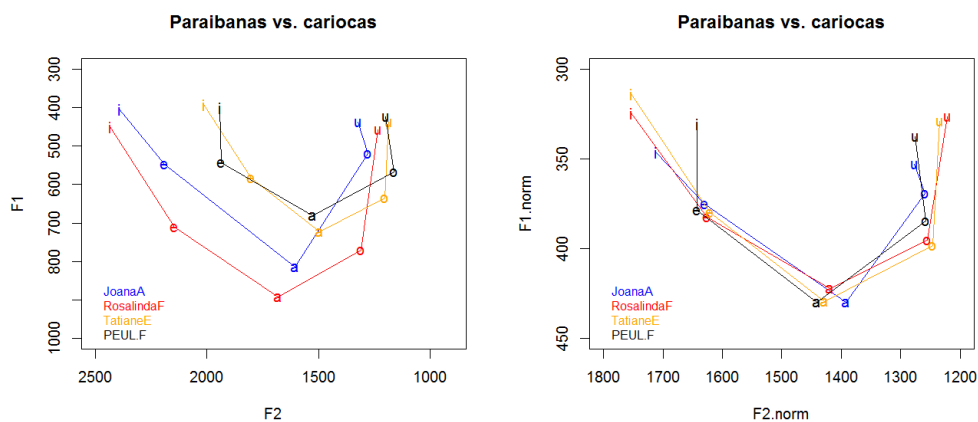 Paraibanas vs. cariocas
300
400
500
600
700
800
1000
F1
i
i
i
i
e
e
e
e
a
a
a
a
o
o
o
o
u
u
u
u
JoanaA
RosalindaF
TatianeE
PEUL.F
2500 2000 1500 1000
F2
Paraibanas vs. cariocas
300
350
400
450
F1.norm
i
i
i
i
e
e
e
e
a
a
a
a
o
o
o
o
u
u
u
u
JoanaA
RosalindaF
TatianeE
PEUL.F
1800 1700 1600 1500 1400 1300 1200
F2.norm